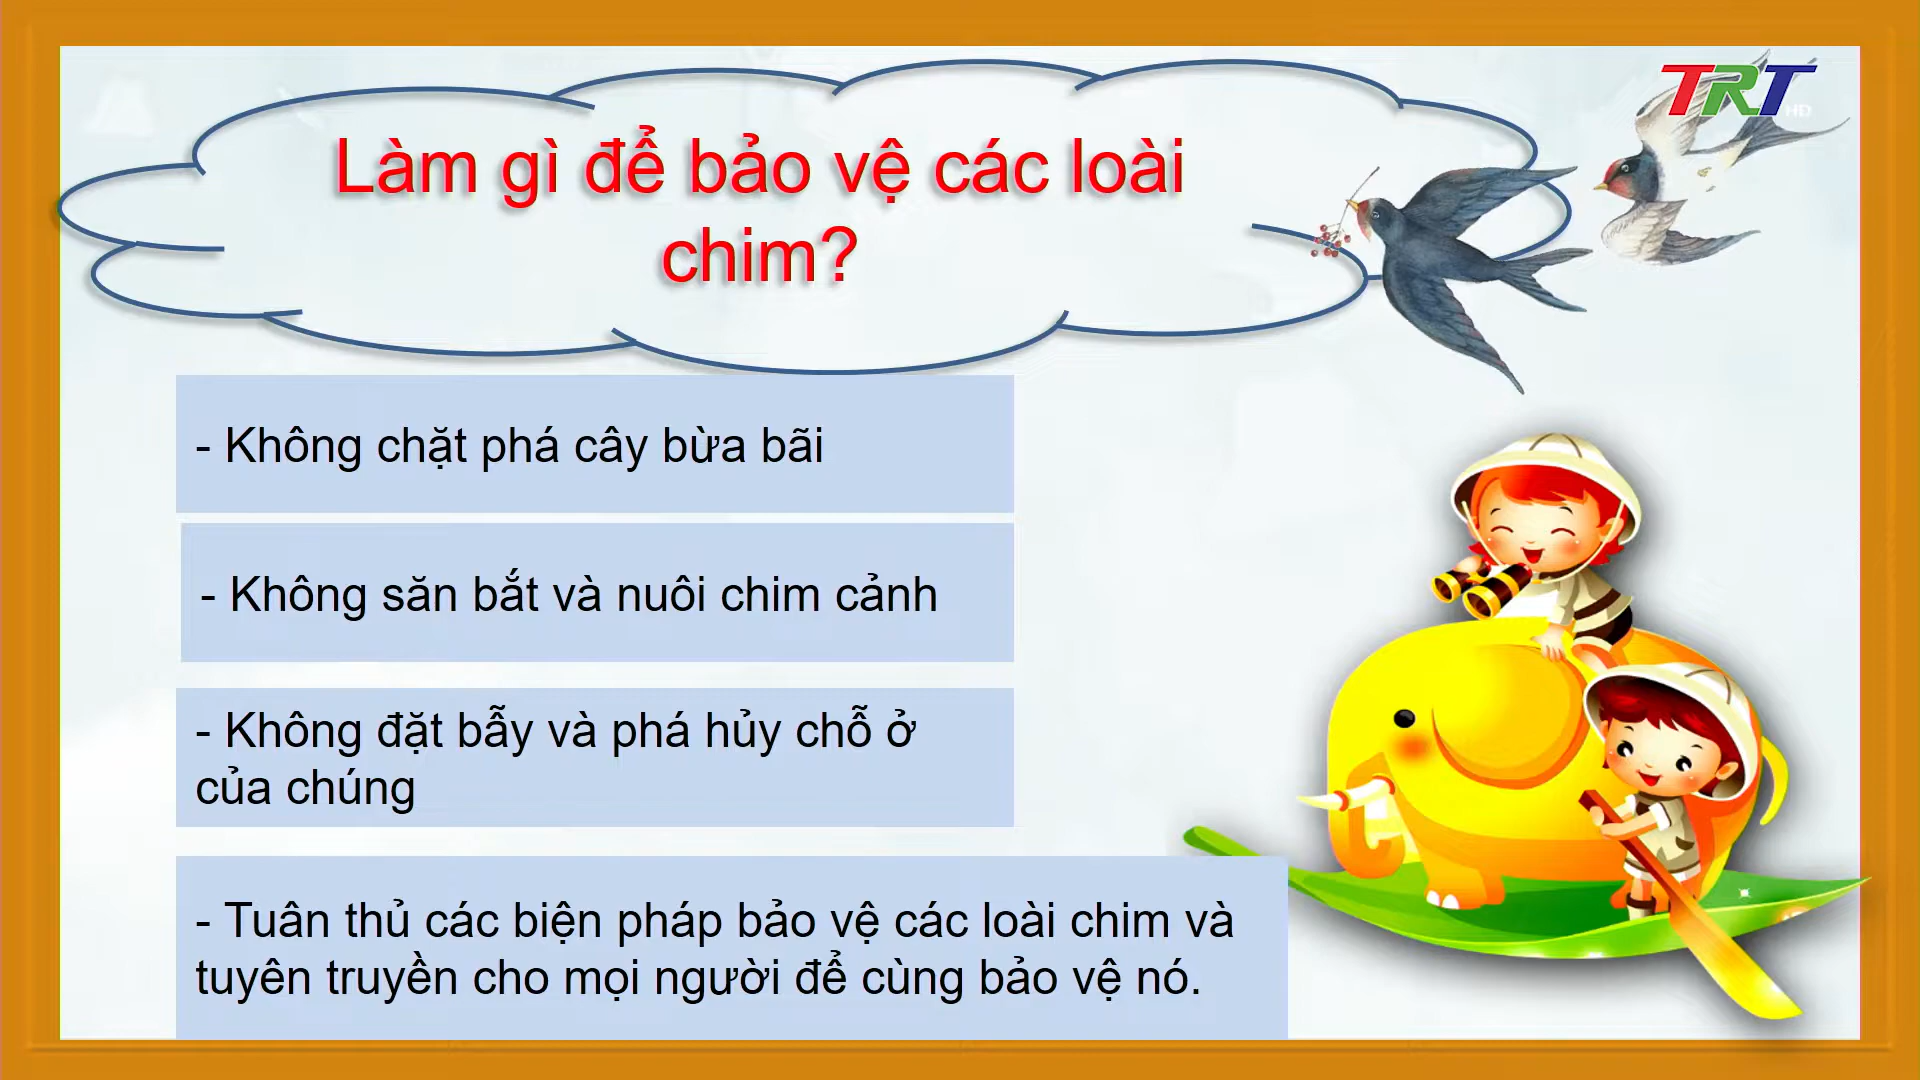 TRT HD
Làm gì để bảo vệ các loài
chim?
- Không chặt phá cây bừa bãi
- Không săn bắt và nuôi chim cảnh
- Không đặt bẫy và phá hủy chỗ ở
của chúng
- Tuân thủ các biện pháp bảo vệ các loài chim và
tuyên truyền cho mọi người để cùng bảo vệ nó.